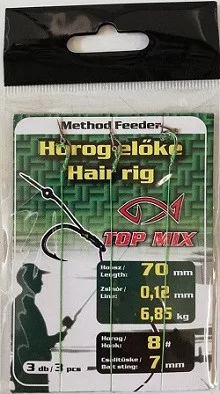 Method Feeder
Horogelőke
Hair rig
TOP MIX
Hossz/
Length:
70 mm
Zsinór/
Line:
0,12 mm
6,85 kg
Horog/
Hook:
8 #
Csalitüske/
Bait sting:
7 mm
3 db/3 pcs